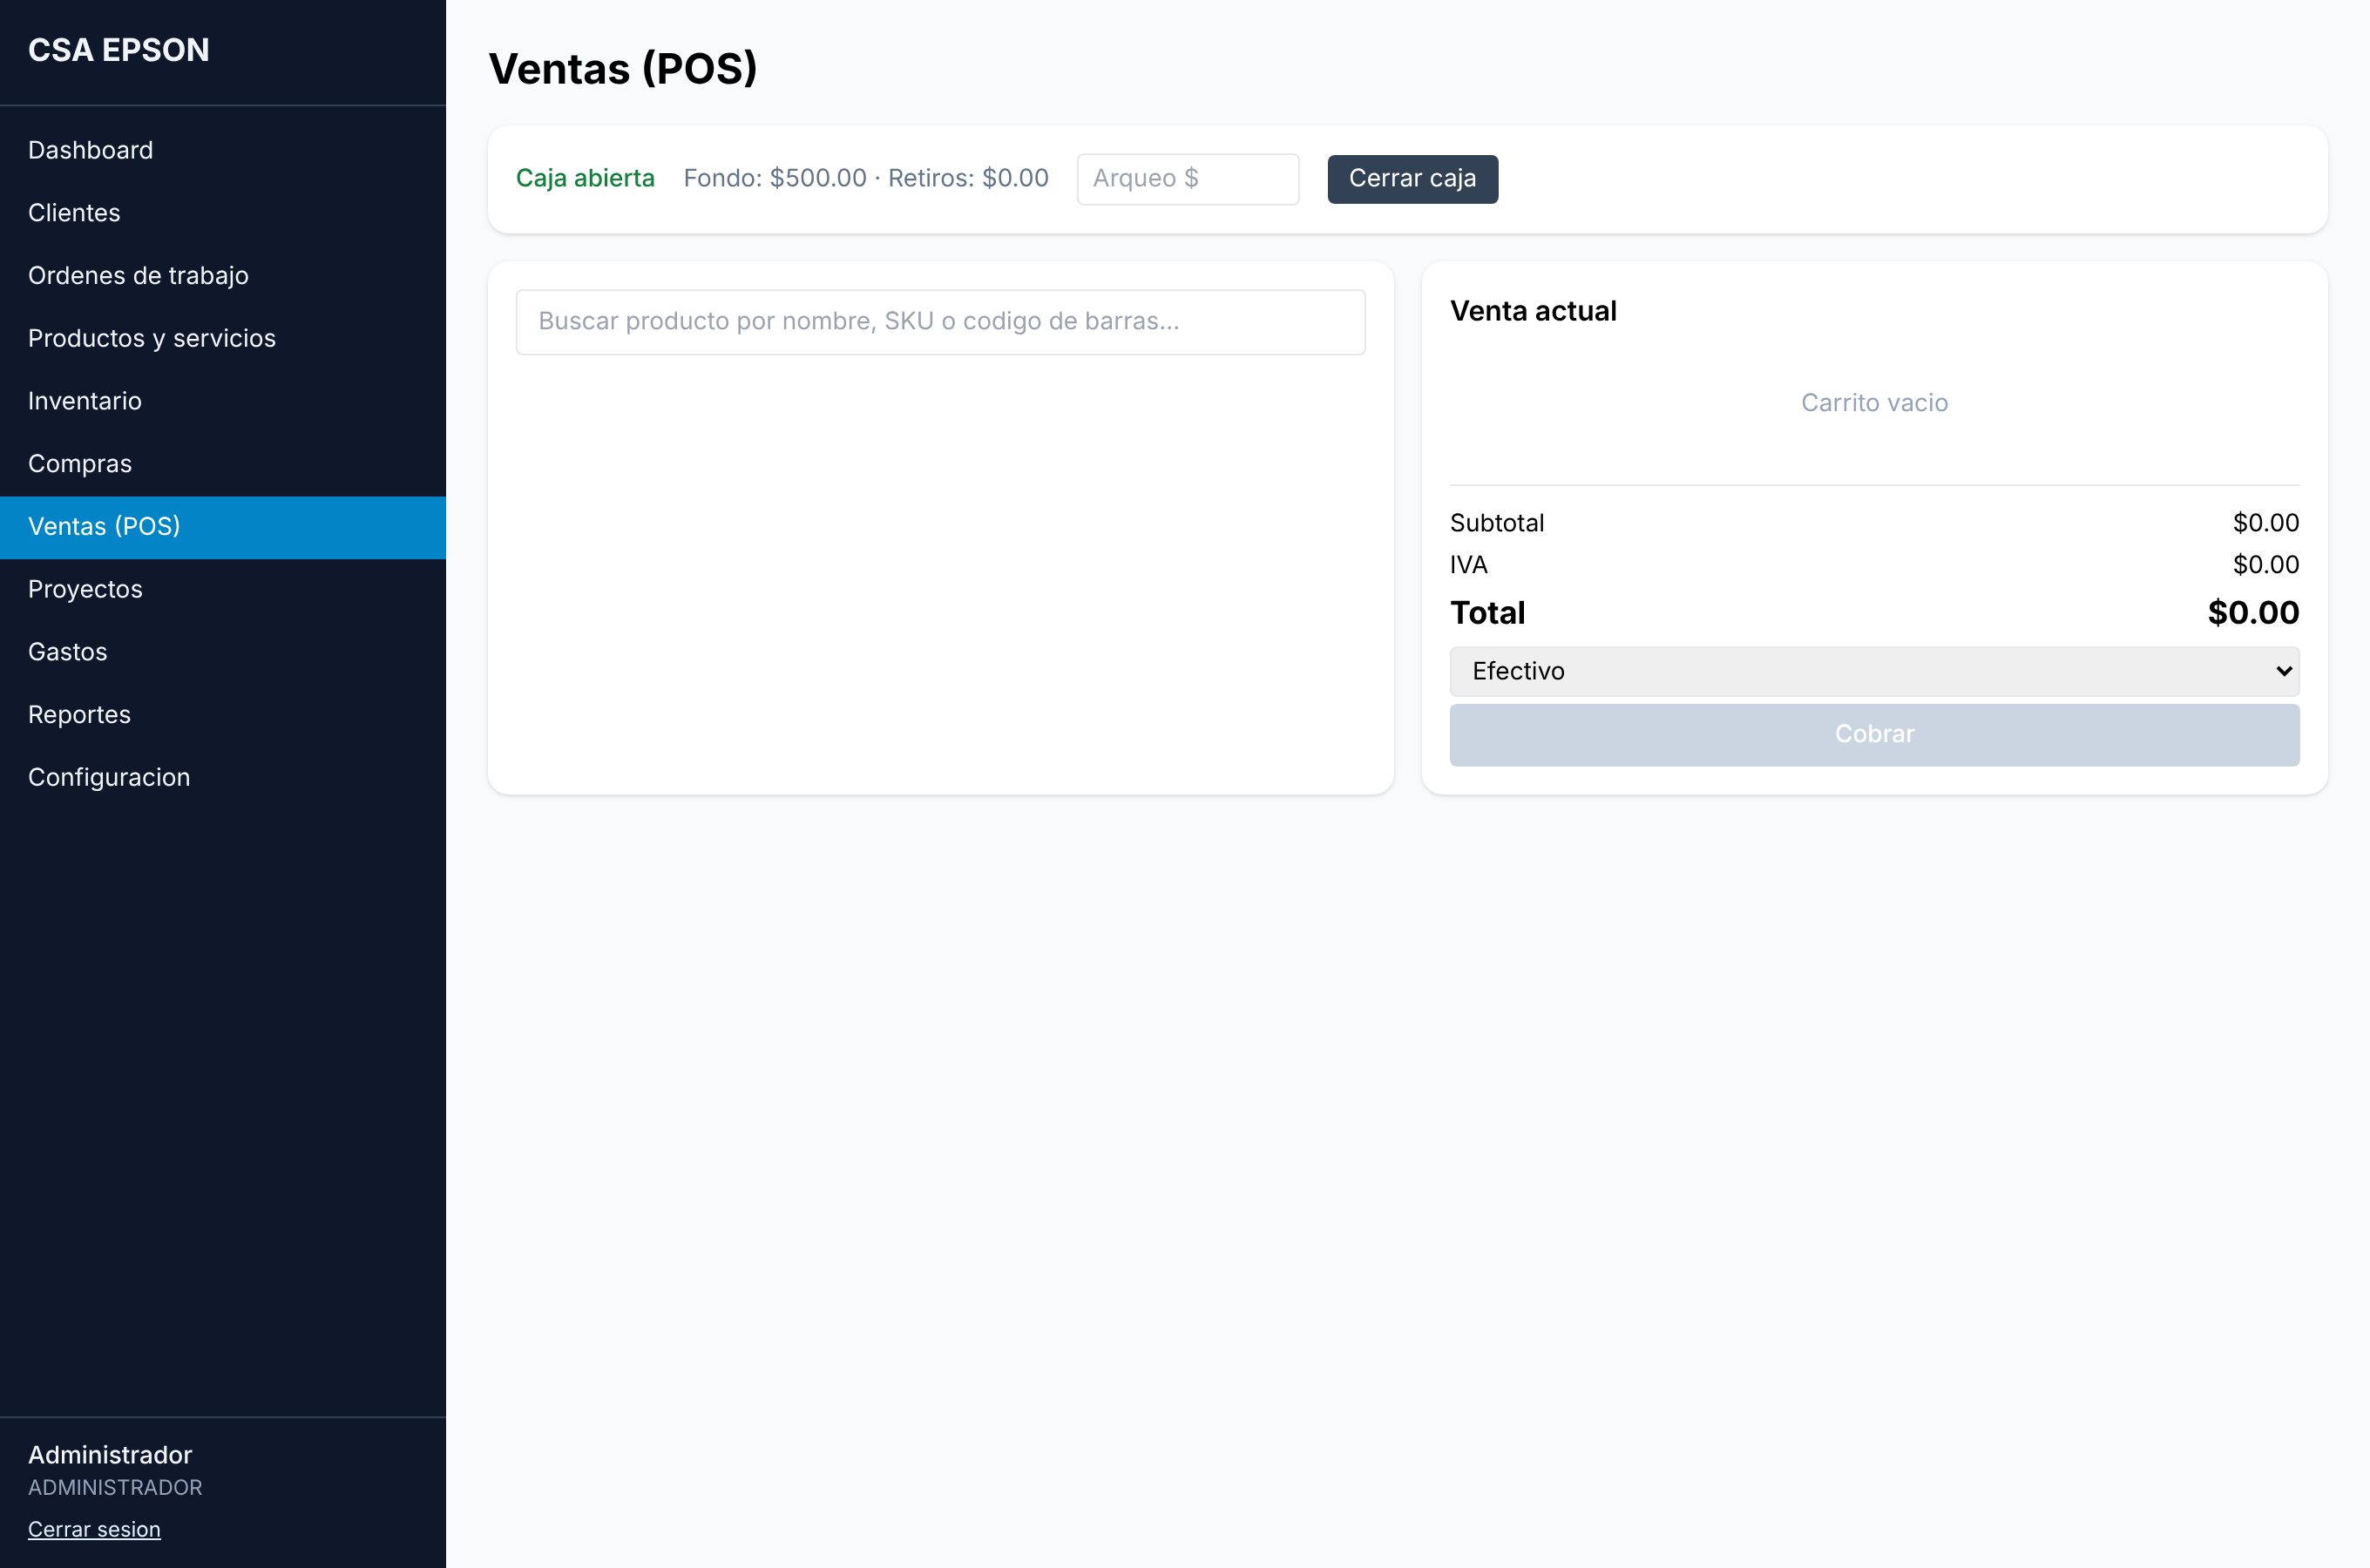 CSA EPSON
Dashboard
Clientes
Ordenes de trabajo
Productos y servicios
Inventario
Compras
Ventas (POS)
Proyectos
Gastos
Reportes
Configuracion
Administrador
ADMINISTRADOR
Cerrar sesion
Ventas (POS)
Caja abierta Fondo: $500.00 · Retiros: $0.00 Arqueo $ Cerrar caja
Buscar producto por nombre, SKU o codigo de barras...
Venta actual
Carrito vacio
Subtotal $0.00
IVA $0.00
Total $0.00
Efectivo
Cobrar